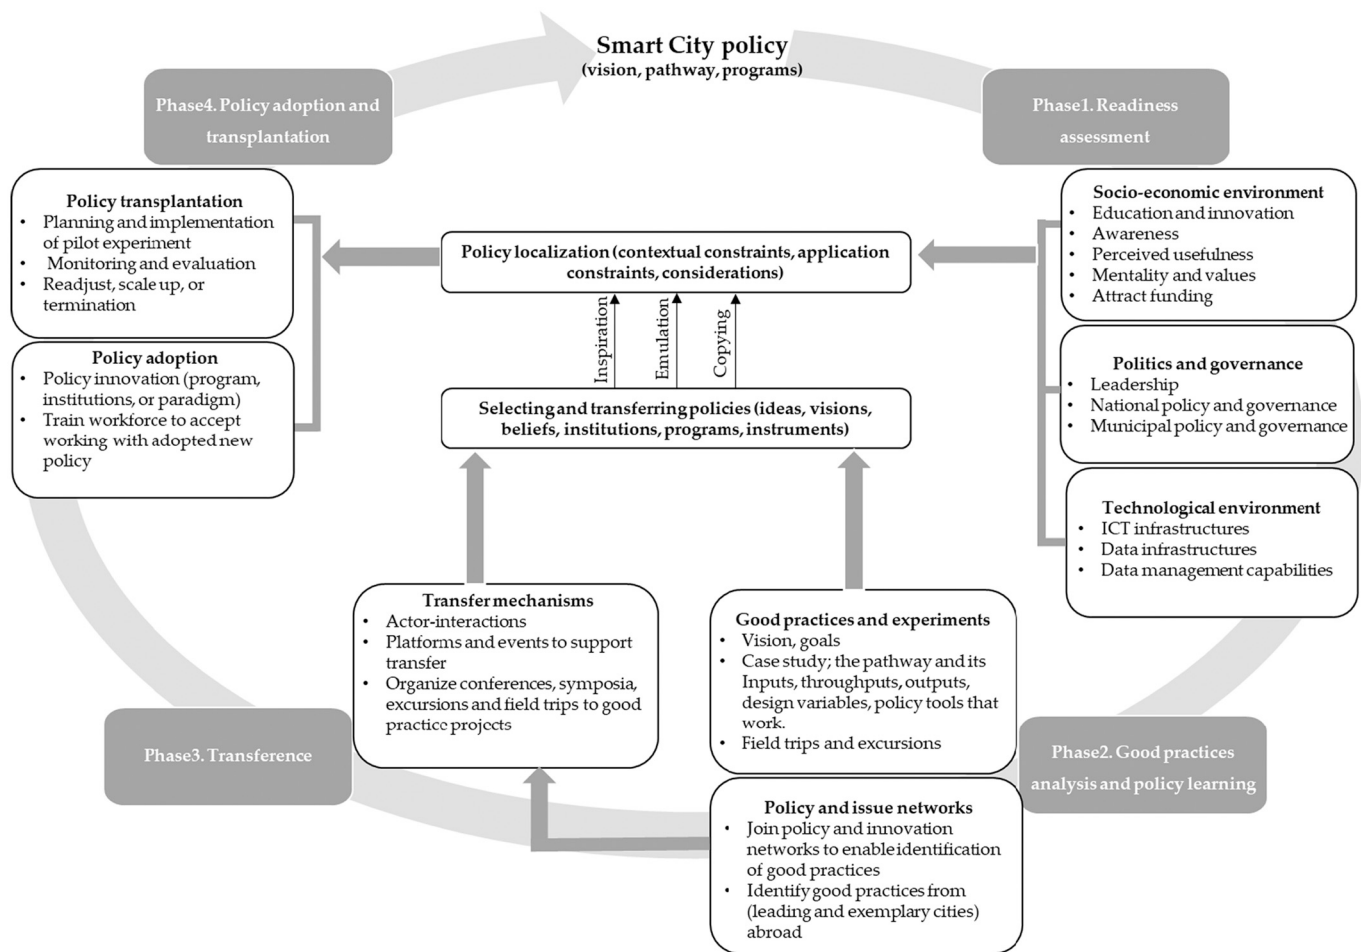 Smart City policy
(vision, pathway, programs)
Phase1. Readiness
assessment
Socio-economic environment
• Education and innovation
• Awareness
• Perceived usefulness
• Mentality and values
• Attract funding
Politics and governance
• Leadership
• National policy and governance
• Municipal policy and governance
Technological environment
• ICT infrastructures
• Data infrastructures
• Data management capabilities
Phase2. Good practices
analysis and policy learning
Good practices and experiments
• Vision, goals
• Case study; the pathway and its
Inputs, throughputs, outputs,
design variables, policy tools that
work.
• Field trips and excursions
Policy and issue networks
• Join policy and innovation
networks to enable identification
of good practices
• Identify good practices from
(leading and exemplary cities)
abroad
Phase3. Transference
Transfer mechanisms
• Actor-interactions
• Platforms and events to support
transfer
• Organize conferences, symposia,
excursions and field trips to good
practice projects
Selecting and transferring policies (ideas, visions,
beliefs, institutions, programs, instruments)
Inspiration
Emulation
Copying
Policy localization (contextual constraints, application
constraints, considerations)
Phase4. Policy adoption and
transplantation
Policy transplantation
• Planning and implementation
of pilot experiment
• Monitoring and evaluation
• Readjust, scale up, or
termination
Policy adoption
• Policy innovation (program,
institutions, or paradigm)
• Train workforce to accept
working with adopted new
policy